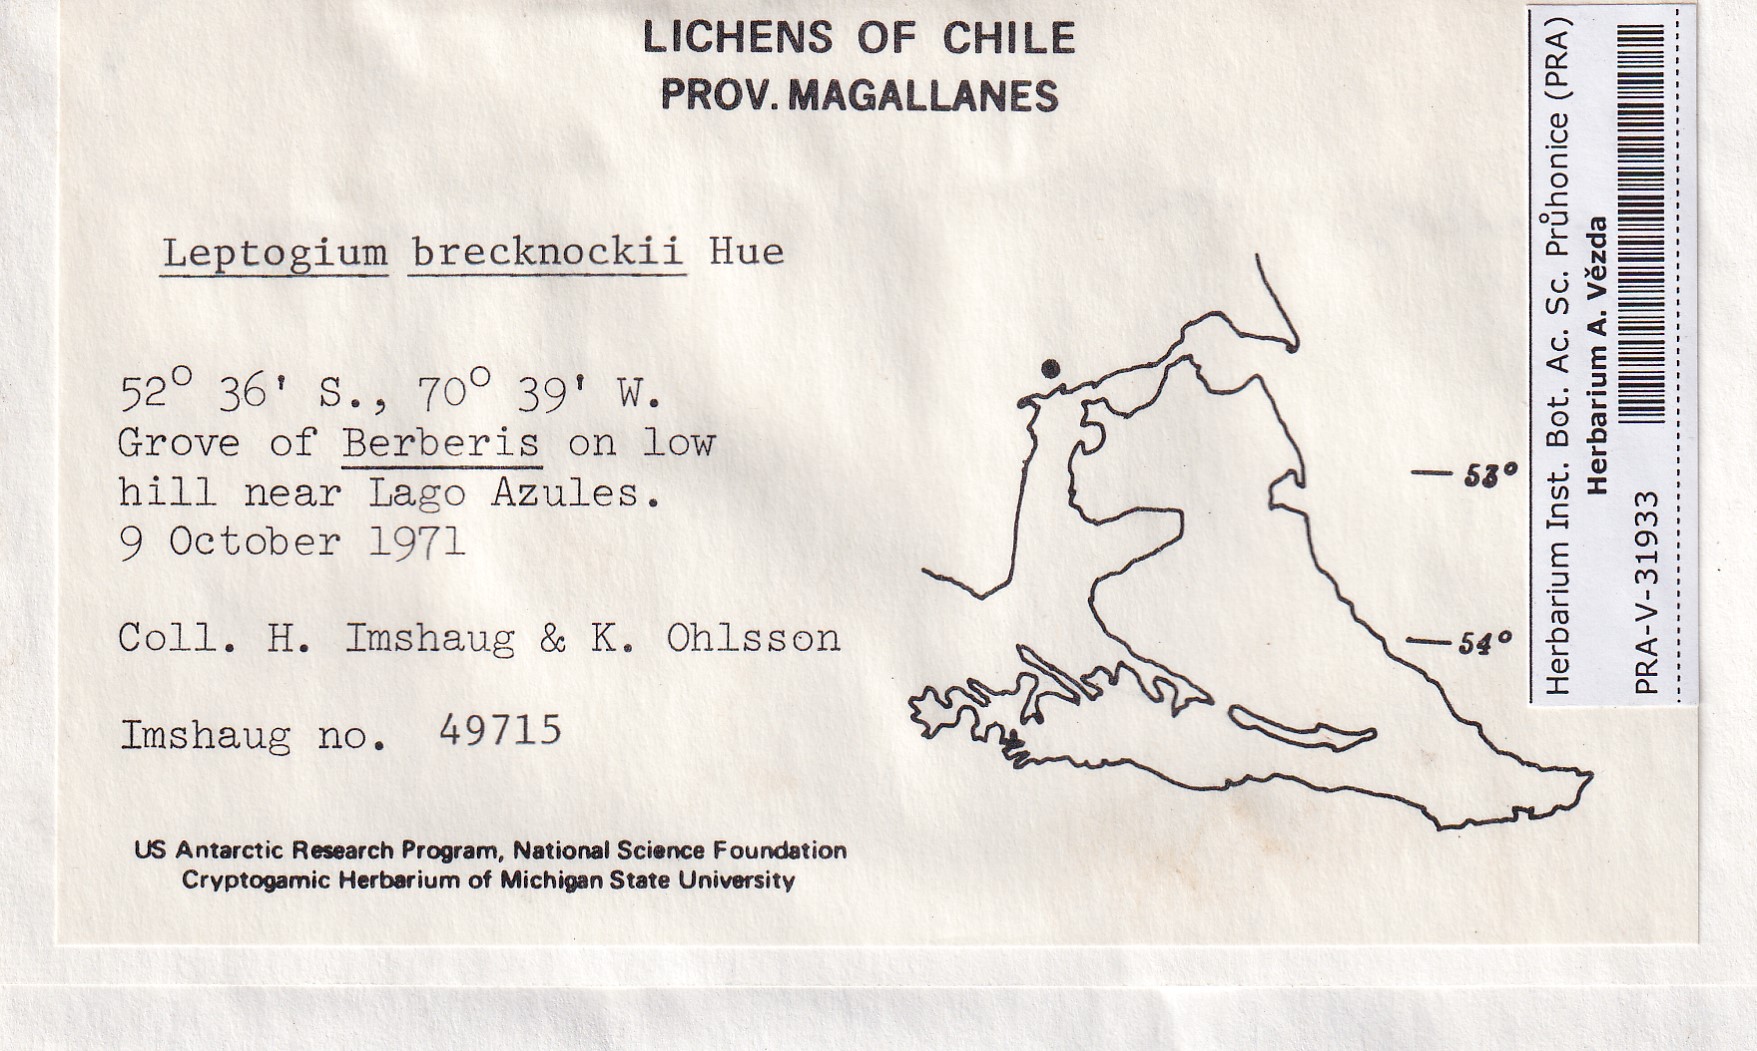 LICHENS OF CHILE
PROV. MAGALLANES
Leptogium brecknockii Hue
52° 36' S., 70° 39' W.
Grove of Berberis on low
hill near Lago Azules.
9 October 1971
Coll. H. Imshaug & K. Ohlsson
Imshaug no. 49715
US Antarctic Research Program, National Science Foundation
Cryptogamic Herbarium of Michigan State University
53°
54°
Herbarium Inst. Bot. Ac. Sc. Průhonice (PRA)
Herbarium A. Vězda
PRA-V-31933